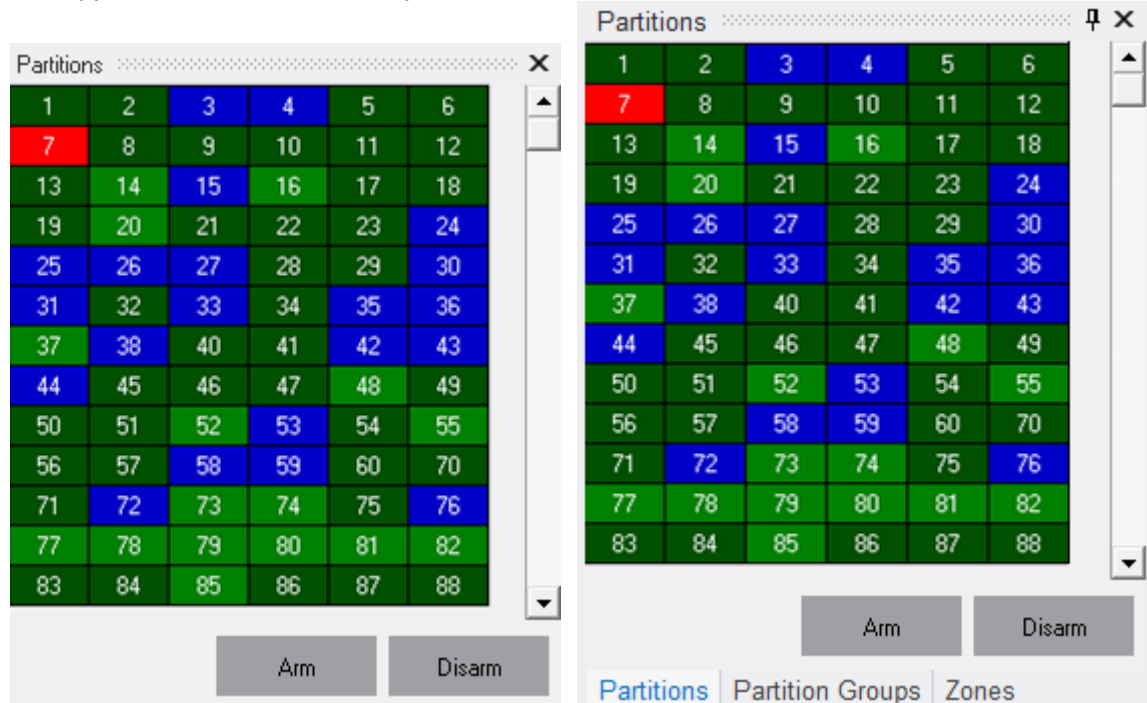 Partitions
1 2 3 4 5 6
7 8 9 10 11 12
13 14 15 16 17 18
19 20 21 22 23 24
25 26 27 28 29 30
31 32 33 34 35 36
37 38 40 41 42 43
44 45 46 47 48 49
50 51 52 53 54 55
56 57 58 59 60 70
71 72 73 74 75 76
77 78 79 80 81 82
83 84 85 86 87 88
Arm Disarm
Partitions
1 2 3 4 5 6
7 8 9 10 11 12
13 14 15 16 17 18
19 20 21 22 23 24
25 26 27 28 29 30
31 32 33 34 35 36
37 38 40 41 42 43
44 45 46 47 48 49
50 51 52 53 54 55
56 57 58 59 60 70
71 72 73 74 75 76
77 78 79 80 81 82
83 84 85 86 87 88
Arm Disarm
Partitions Partition Groups Zones